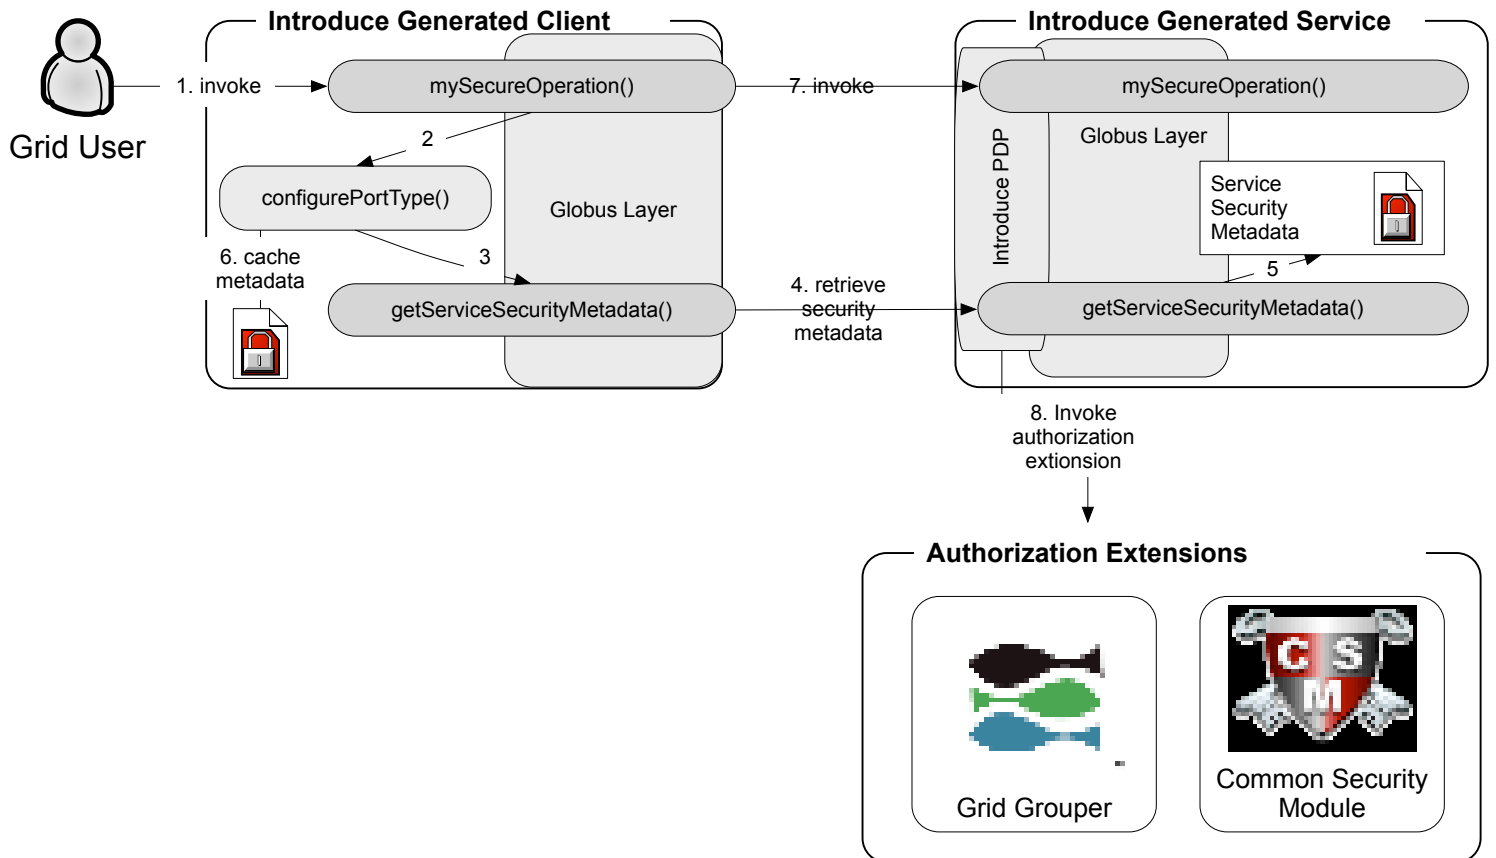 Introduce Generated Client
Introduce Generated Service
Grid User
1. invoke
mySecureOperation()
7. invoke
mySecureOperation()
2
configurePortType()
Globus Layer
3
6. cache
metadata
getServiceSecurityMetadata()
4. retrieve
security
metadata
Introduce PDP
Globus Layer
Service
Security
Metadata
5
getServiceSecurityMetadata()
8. Invoke
authorization
extionsion
Authorization Extensions
Grid Grouper
C S
M
Common Security
Module